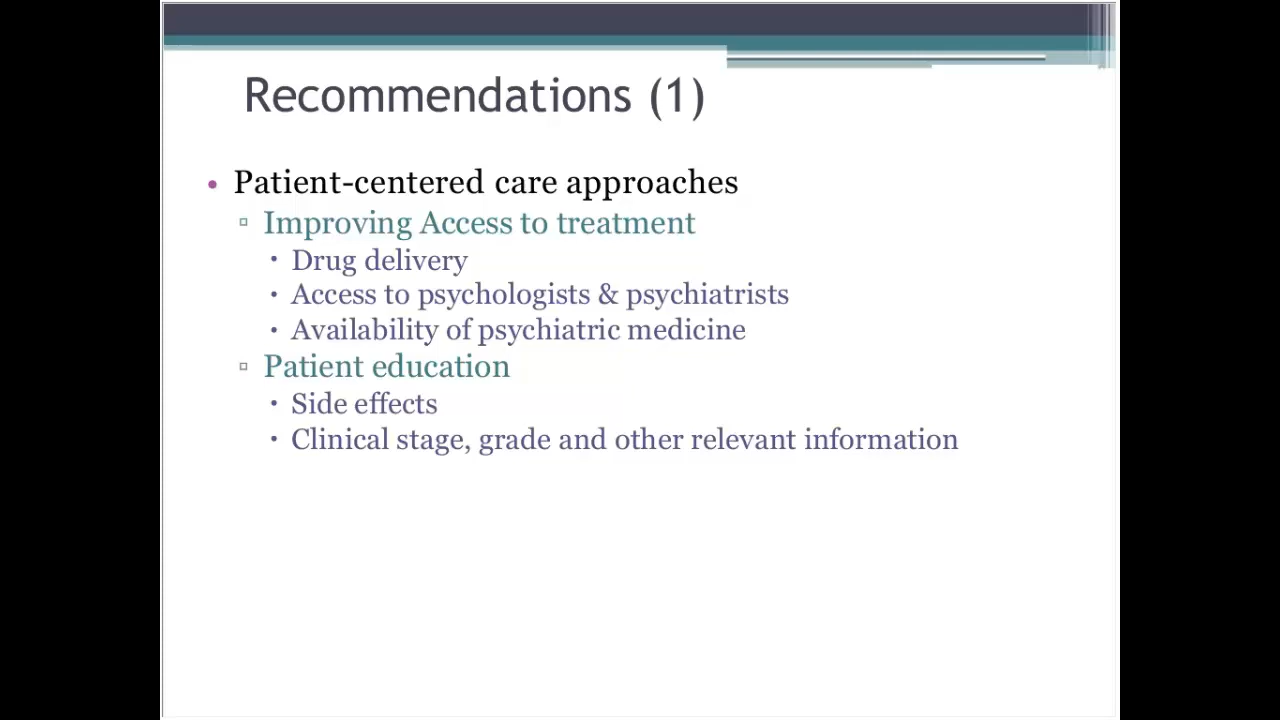 Recommendations (1)
• Patient-centered care approaches
▫ Improving Access to treatment
▪ Drug delivery
▪ Access to psychologists & psychiatrists
▪ Availability of psychiatric medicine
▫ Patient education
▪ Side effects
▪ Clinical stage, grade and other relevant information